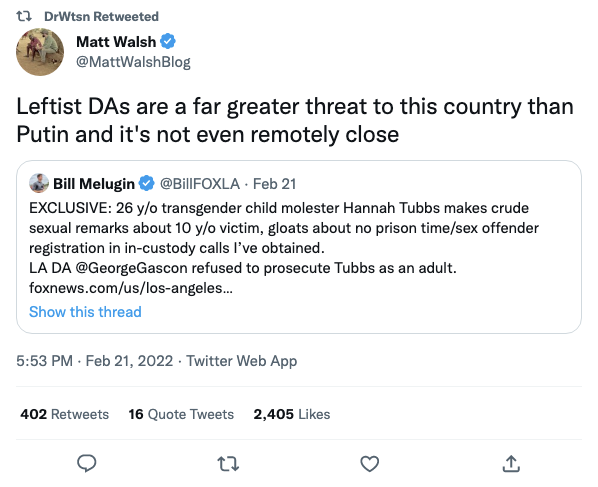 DrWtsn Retweeted
Matt Walsh
@MattWalshBlog
Leftist DAs are a far greater threat to this country than
Putin and it's not even remotely close
Bill Melugin @BillFOXLA · Feb 21
EXCLUSIVE: 26 y/o transgender child molester Hannah Tubbs makes crude
sexual remarks about 10 y/o victim, gloats about no prison time/sex offender
registration in in-custody calls I’ve obtained.
LA DA @GeorgeGascon refused to prosecute Tubbs as an adult.
foxnews.com/us/los-angeles…
Show this thread
5:53 PM · Feb 21, 2022 · Twitter Web App
402 Retweets 16 Quote Tweets 2,405 Likes